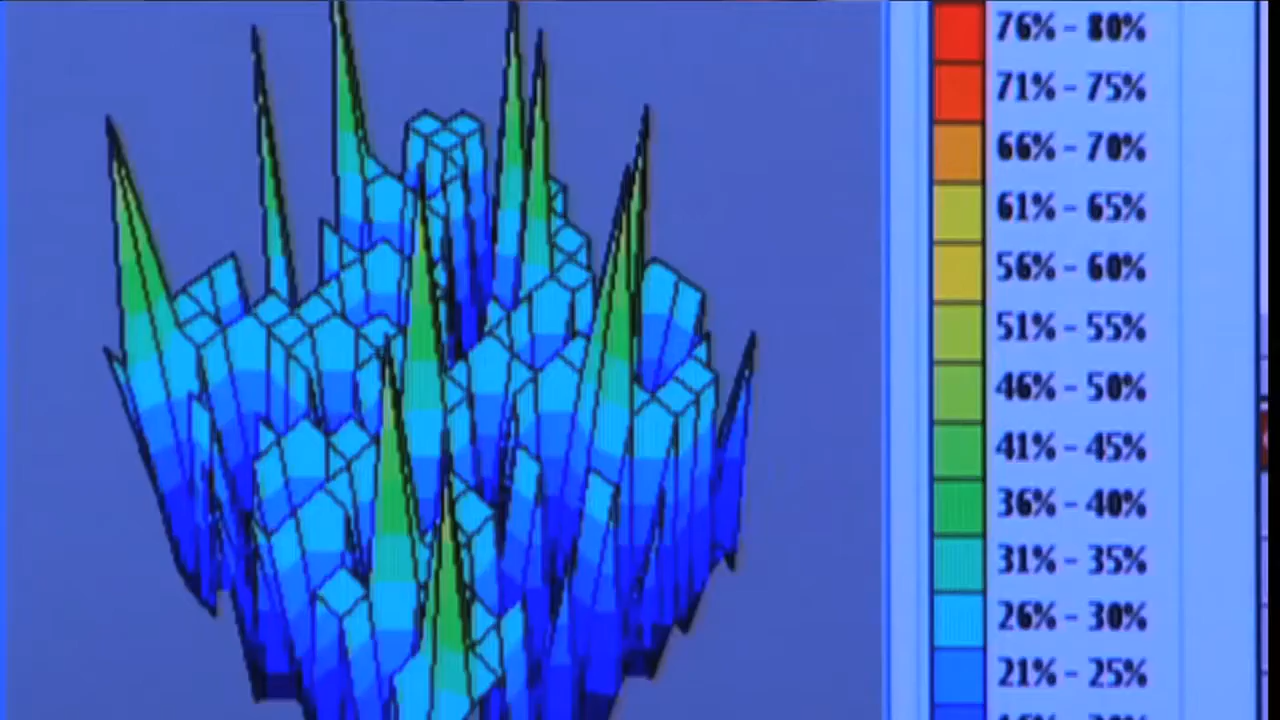 76% - 80%
71% - 75%
66% - 70%
61% - 65%
56% - 60%
51% - 55%
46% - 50%
41% - 45%
36% - 40%
31% - 35%
26% - 30%
21% - 25%